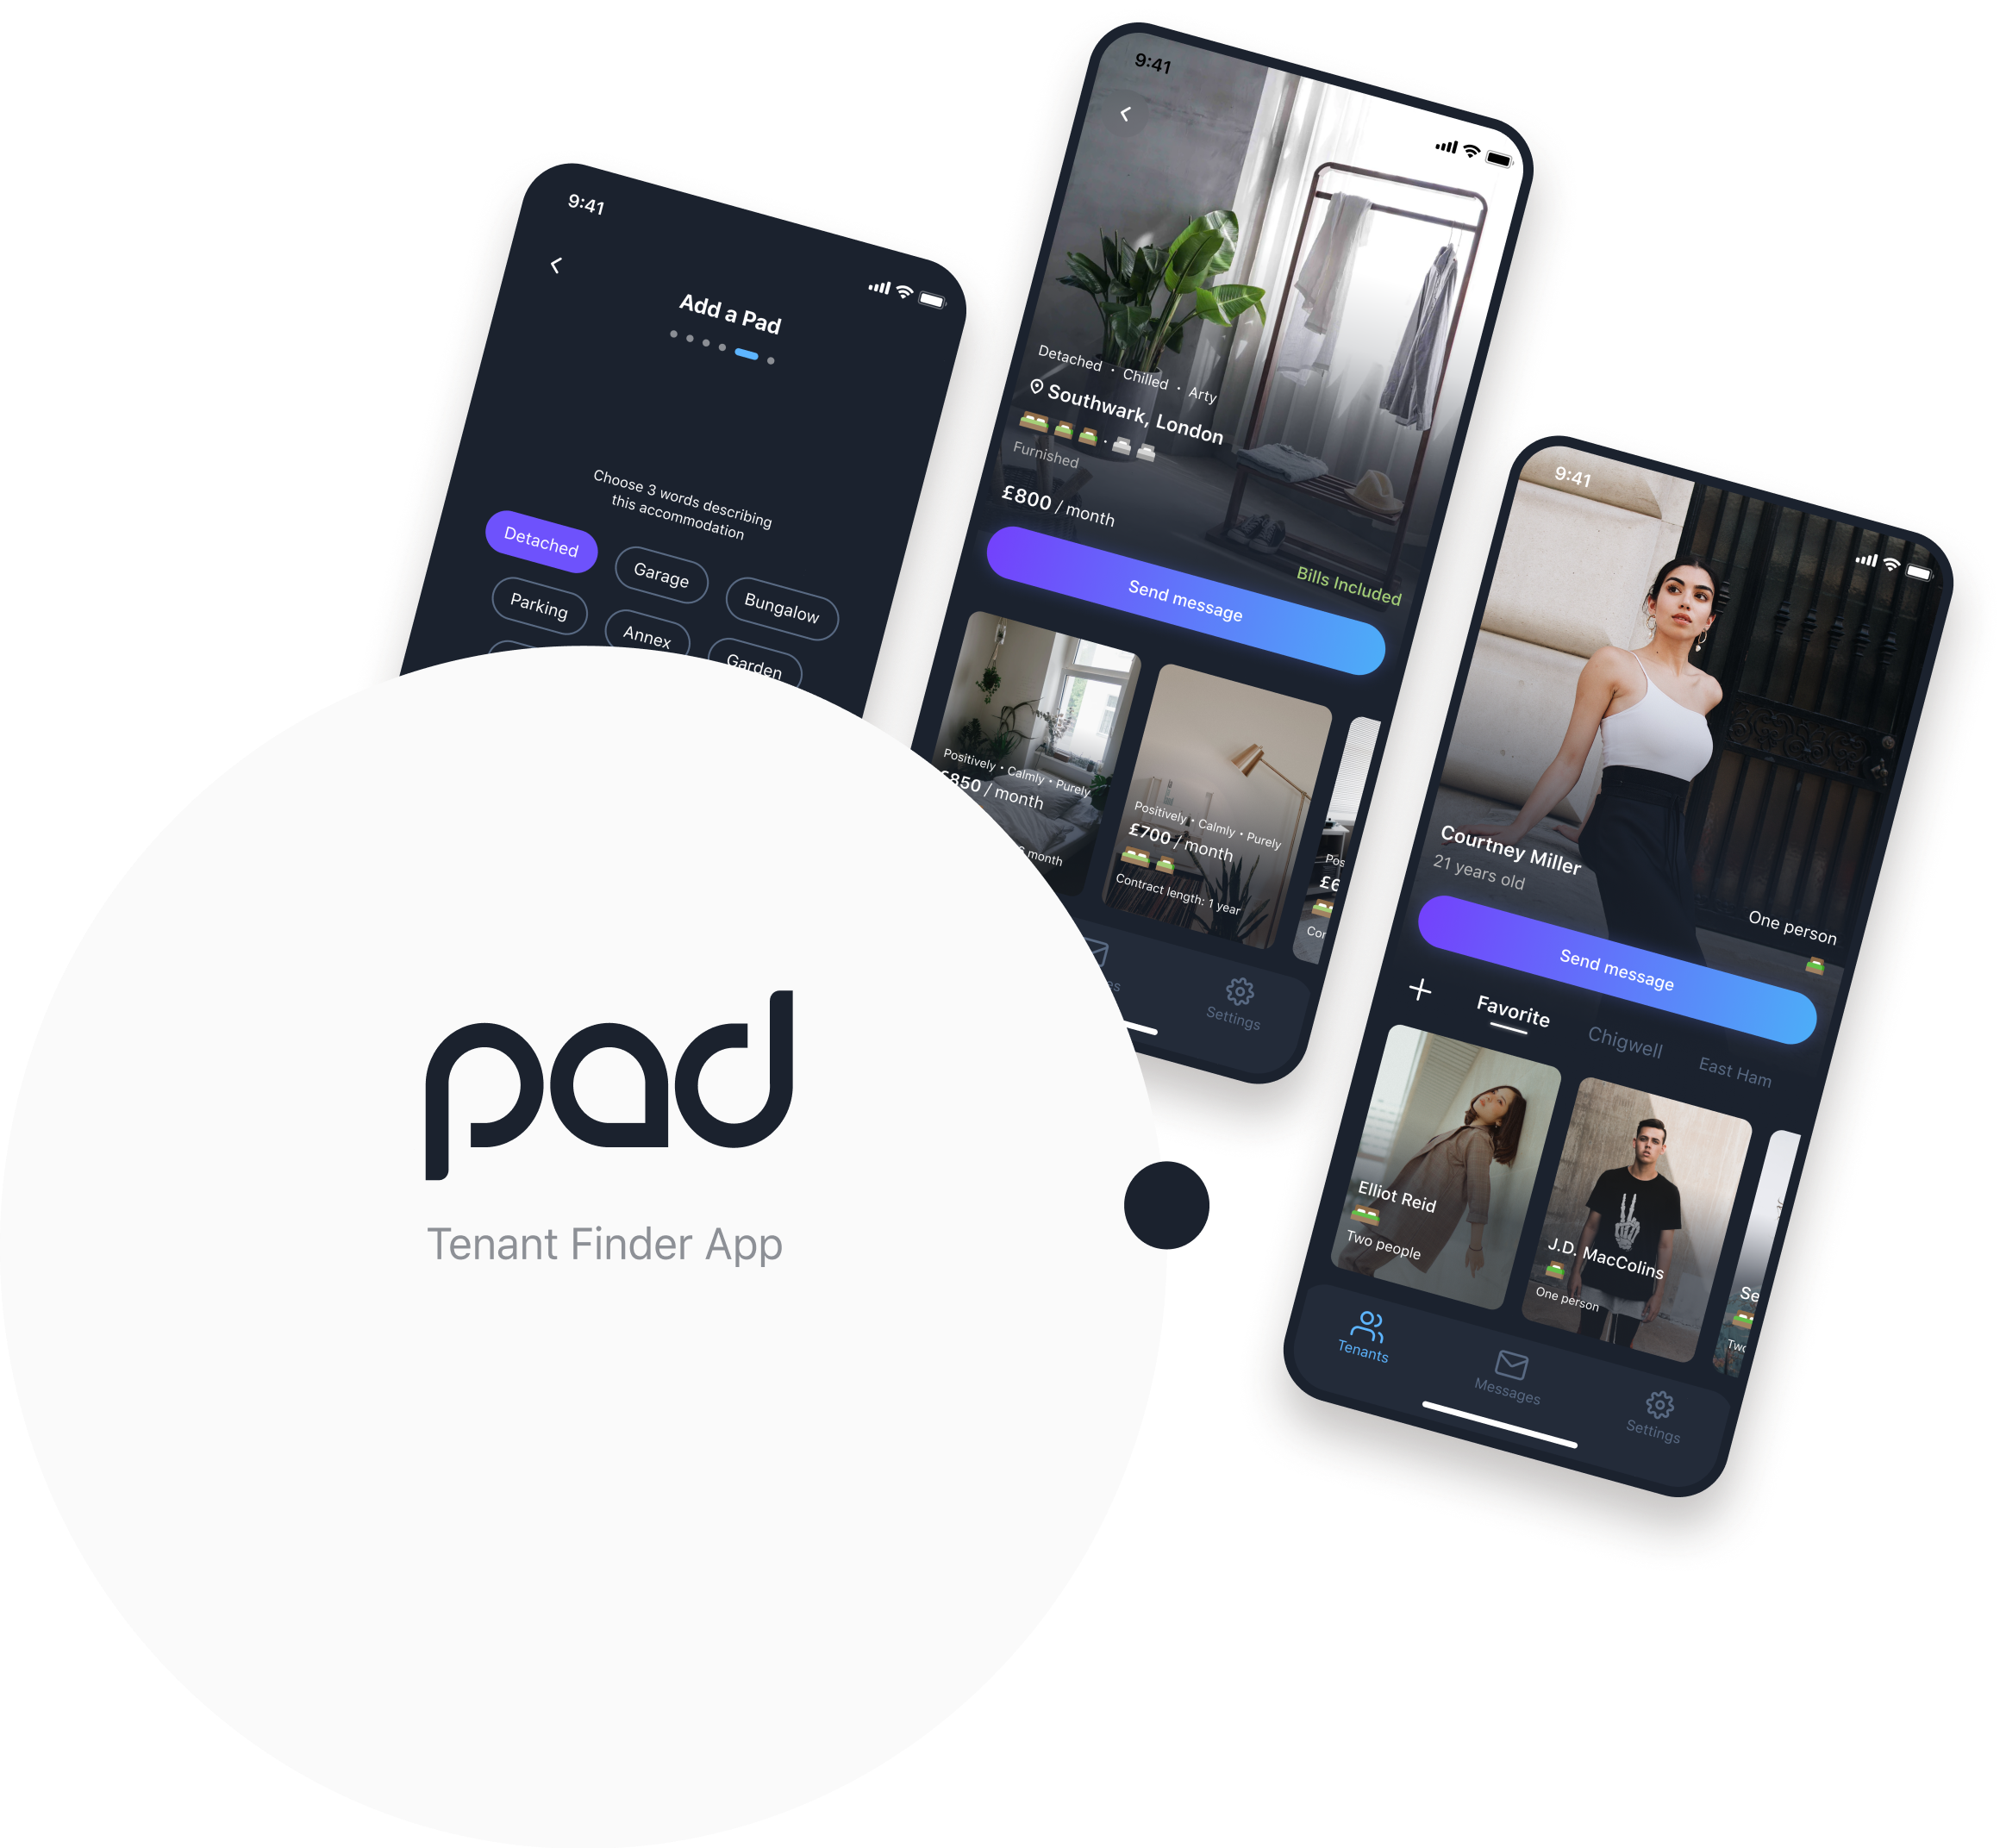 9:41
Add a Pad
Choose 3 words describing
this accommodation
Detached
Garage
Bungalow
Parking
Annex
Garden
9:41
Detached • Chilled • Arty
Southwark, London
Furnished
£800 / month
Bills Included
Send message
Positively • Calmly • Purely
£850 / month
month
Positively • Calmly • Purely
£700 / month
Contract length: 1 year
Pos
£6
Con
es
Settings
9:41
Courtney Miller
21 years old
One person
Send message
Favorite
Chigwell
East Ham
Elliot Reid
Two people
J.D. MacColins
One person
Se
Two
Tenants
Messages
Settings
pad
Tenant Finder App